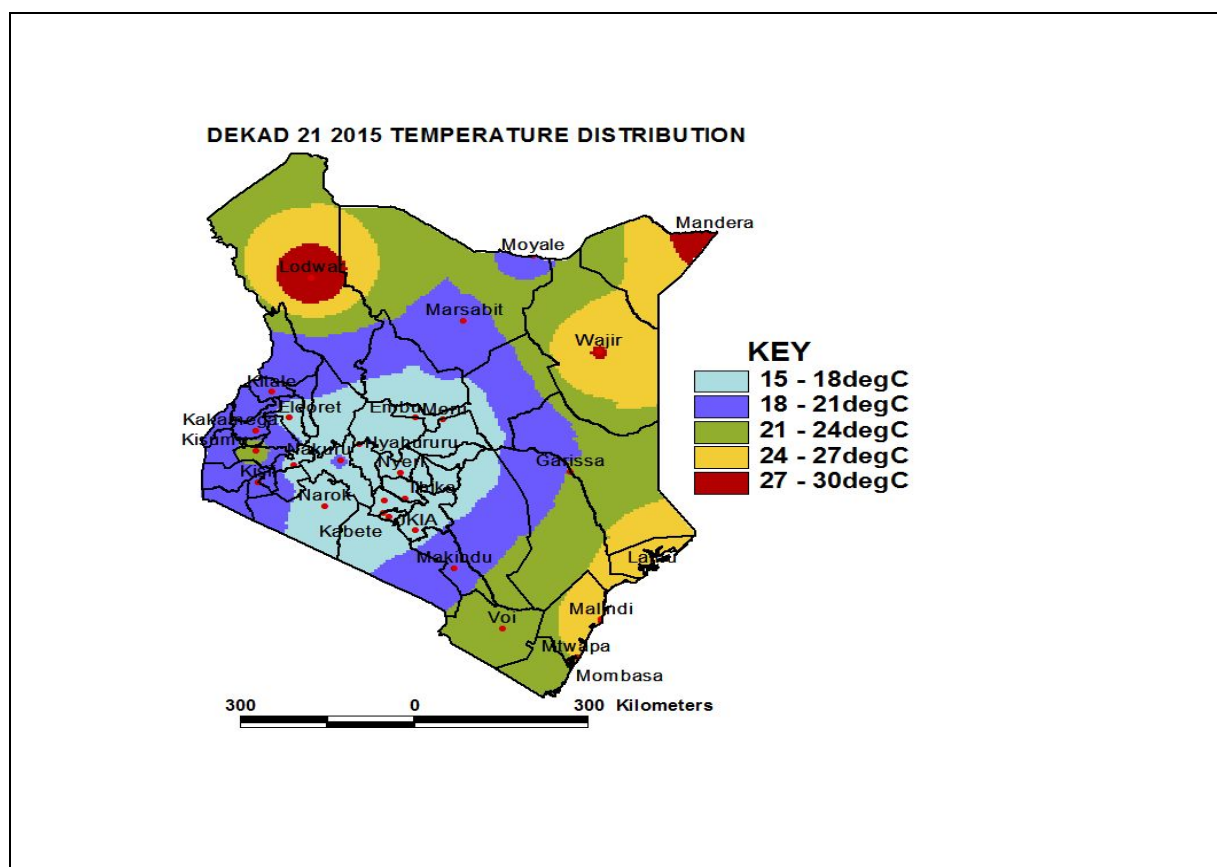 DEKAD 21 2015 TEMPERATURE DISTRIBUTION
Mandera
Moyale
Lodwar
Marsabit
Wajir
KEY
15 - 18degC
18 - 21degC
21 - 24degC
24 - 27degC
27 - 30degC
Kitale
Eldoret
Embu
Meru
Kakamega
Kisumu
Nyahururu
Nakuru
Nyeri
Garissa
Kisii
Narok
Kabete
JKIA
Makindu
Lamu
Voi
Malindi
Mtwapa
Mombasa
300 0 300 Kilometers